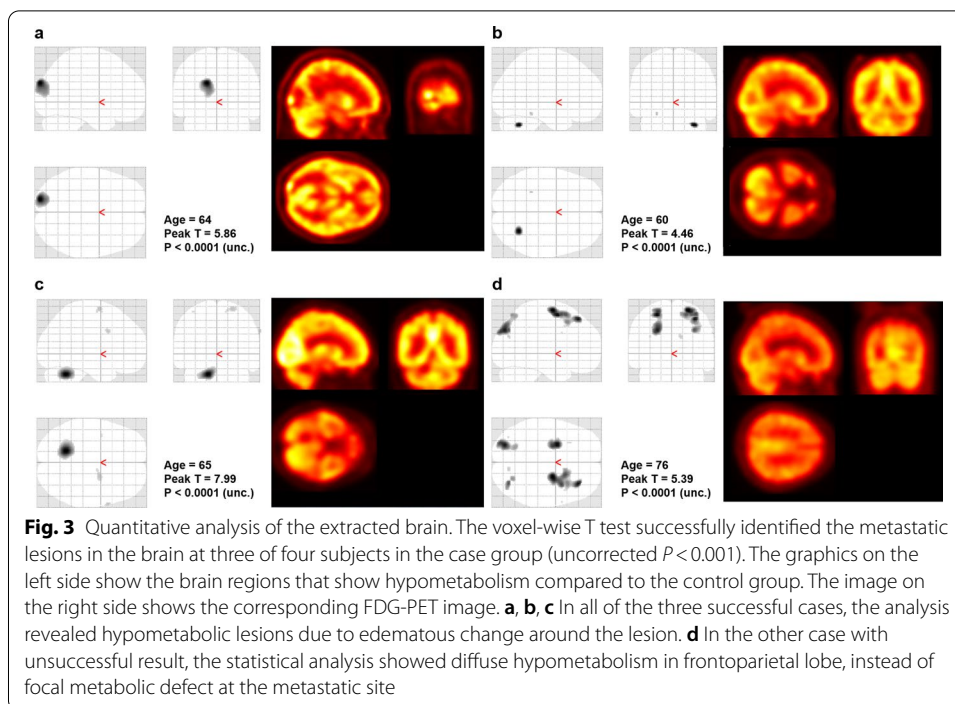 a
b
Age = 64
Peak T = 5.86
P < 0.0001 (unc.)
Age = 60
Peak T = 4.46
P < 0.0001 (unc.)
c
d
Age = 65
Peak T = 7.99
P < 0.0001 (unc.)
Age = 76
Peak T = 5.39
P < 0.0001 (unc.)
Fig. 3 Quantitative analysis of the extracted brain. The voxel-wise T test successfully identified the metastatic
lesions in the brain at three of four subjects in the case group (uncorrected P < 0.001). The graphics on the
left side show the brain regions that show hypometabolism compared to the control group. The image on
the right side shows the corresponding FDG-PET image. a, b, c In all of the three successful cases, the analysis
revealed hypometabolic lesions due to edematous change around the lesion. d In the other case with
unsuccessful result, the statistical analysis showed diffuse hypometabolism in frontoparietal lobe, instead of
focal metabolic defect at the metastatic site